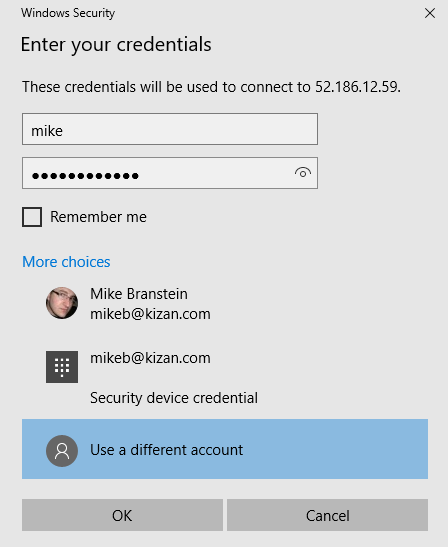 Windows Security
Enter your credentials
These credentials will be used to connect to 52.186.12.59.
mike
●●●●●●●●●●●●
Remember me
More choices
Mike Branstein
mikeb@kizan.com
mikeb@kizan.com
Security device credential
Use a different account
OK Cancel